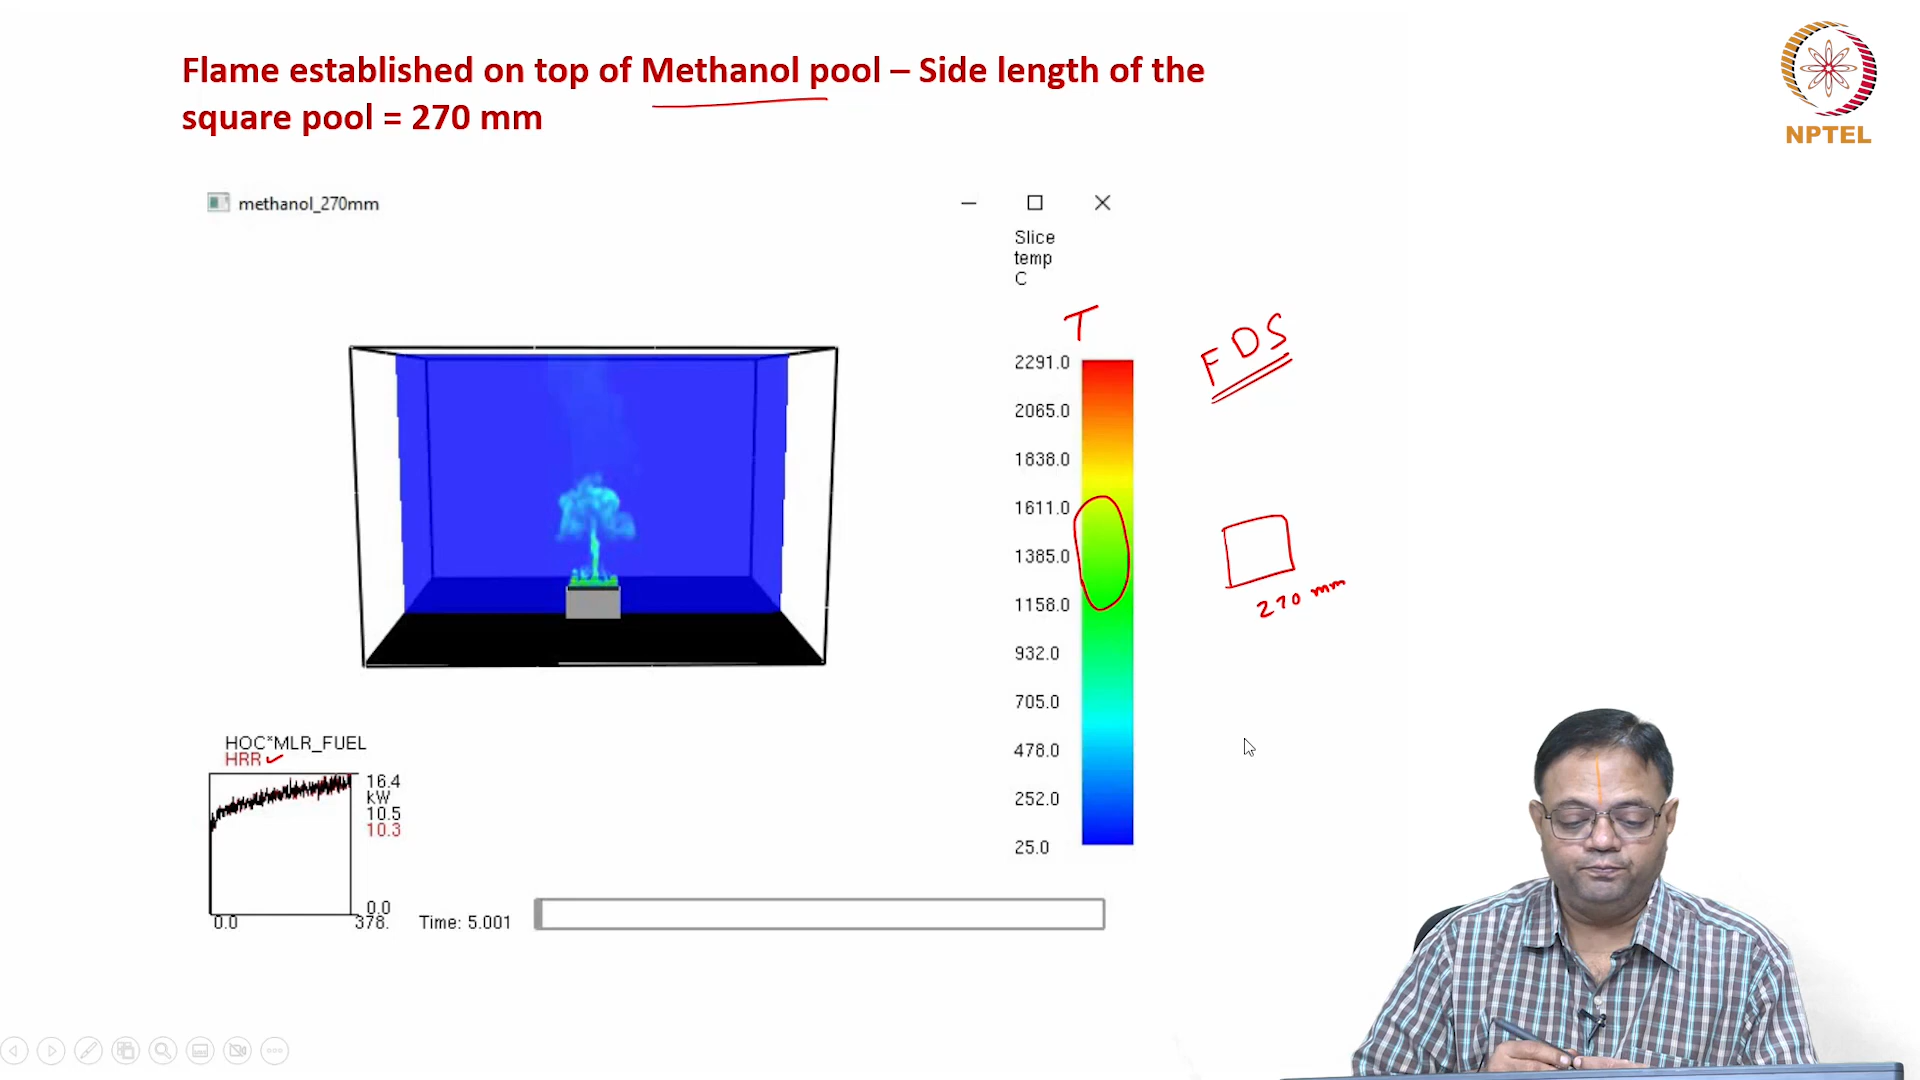 Flame established on top of Methanol pool – Side length of the
square pool = 270 mm
NPTEL
methanol_270mm
Slice
temp
C
T
FDS
2291.0
2065.0
1838.0
1611.0
1385.0
1158.0
932.0
705.0
478.0
252.0
25.0
270 mm
HOC*MLR_FUEL
HRR
16.4
kW
10.5
10.3
0.0
0.0
378.
Time: 5.001